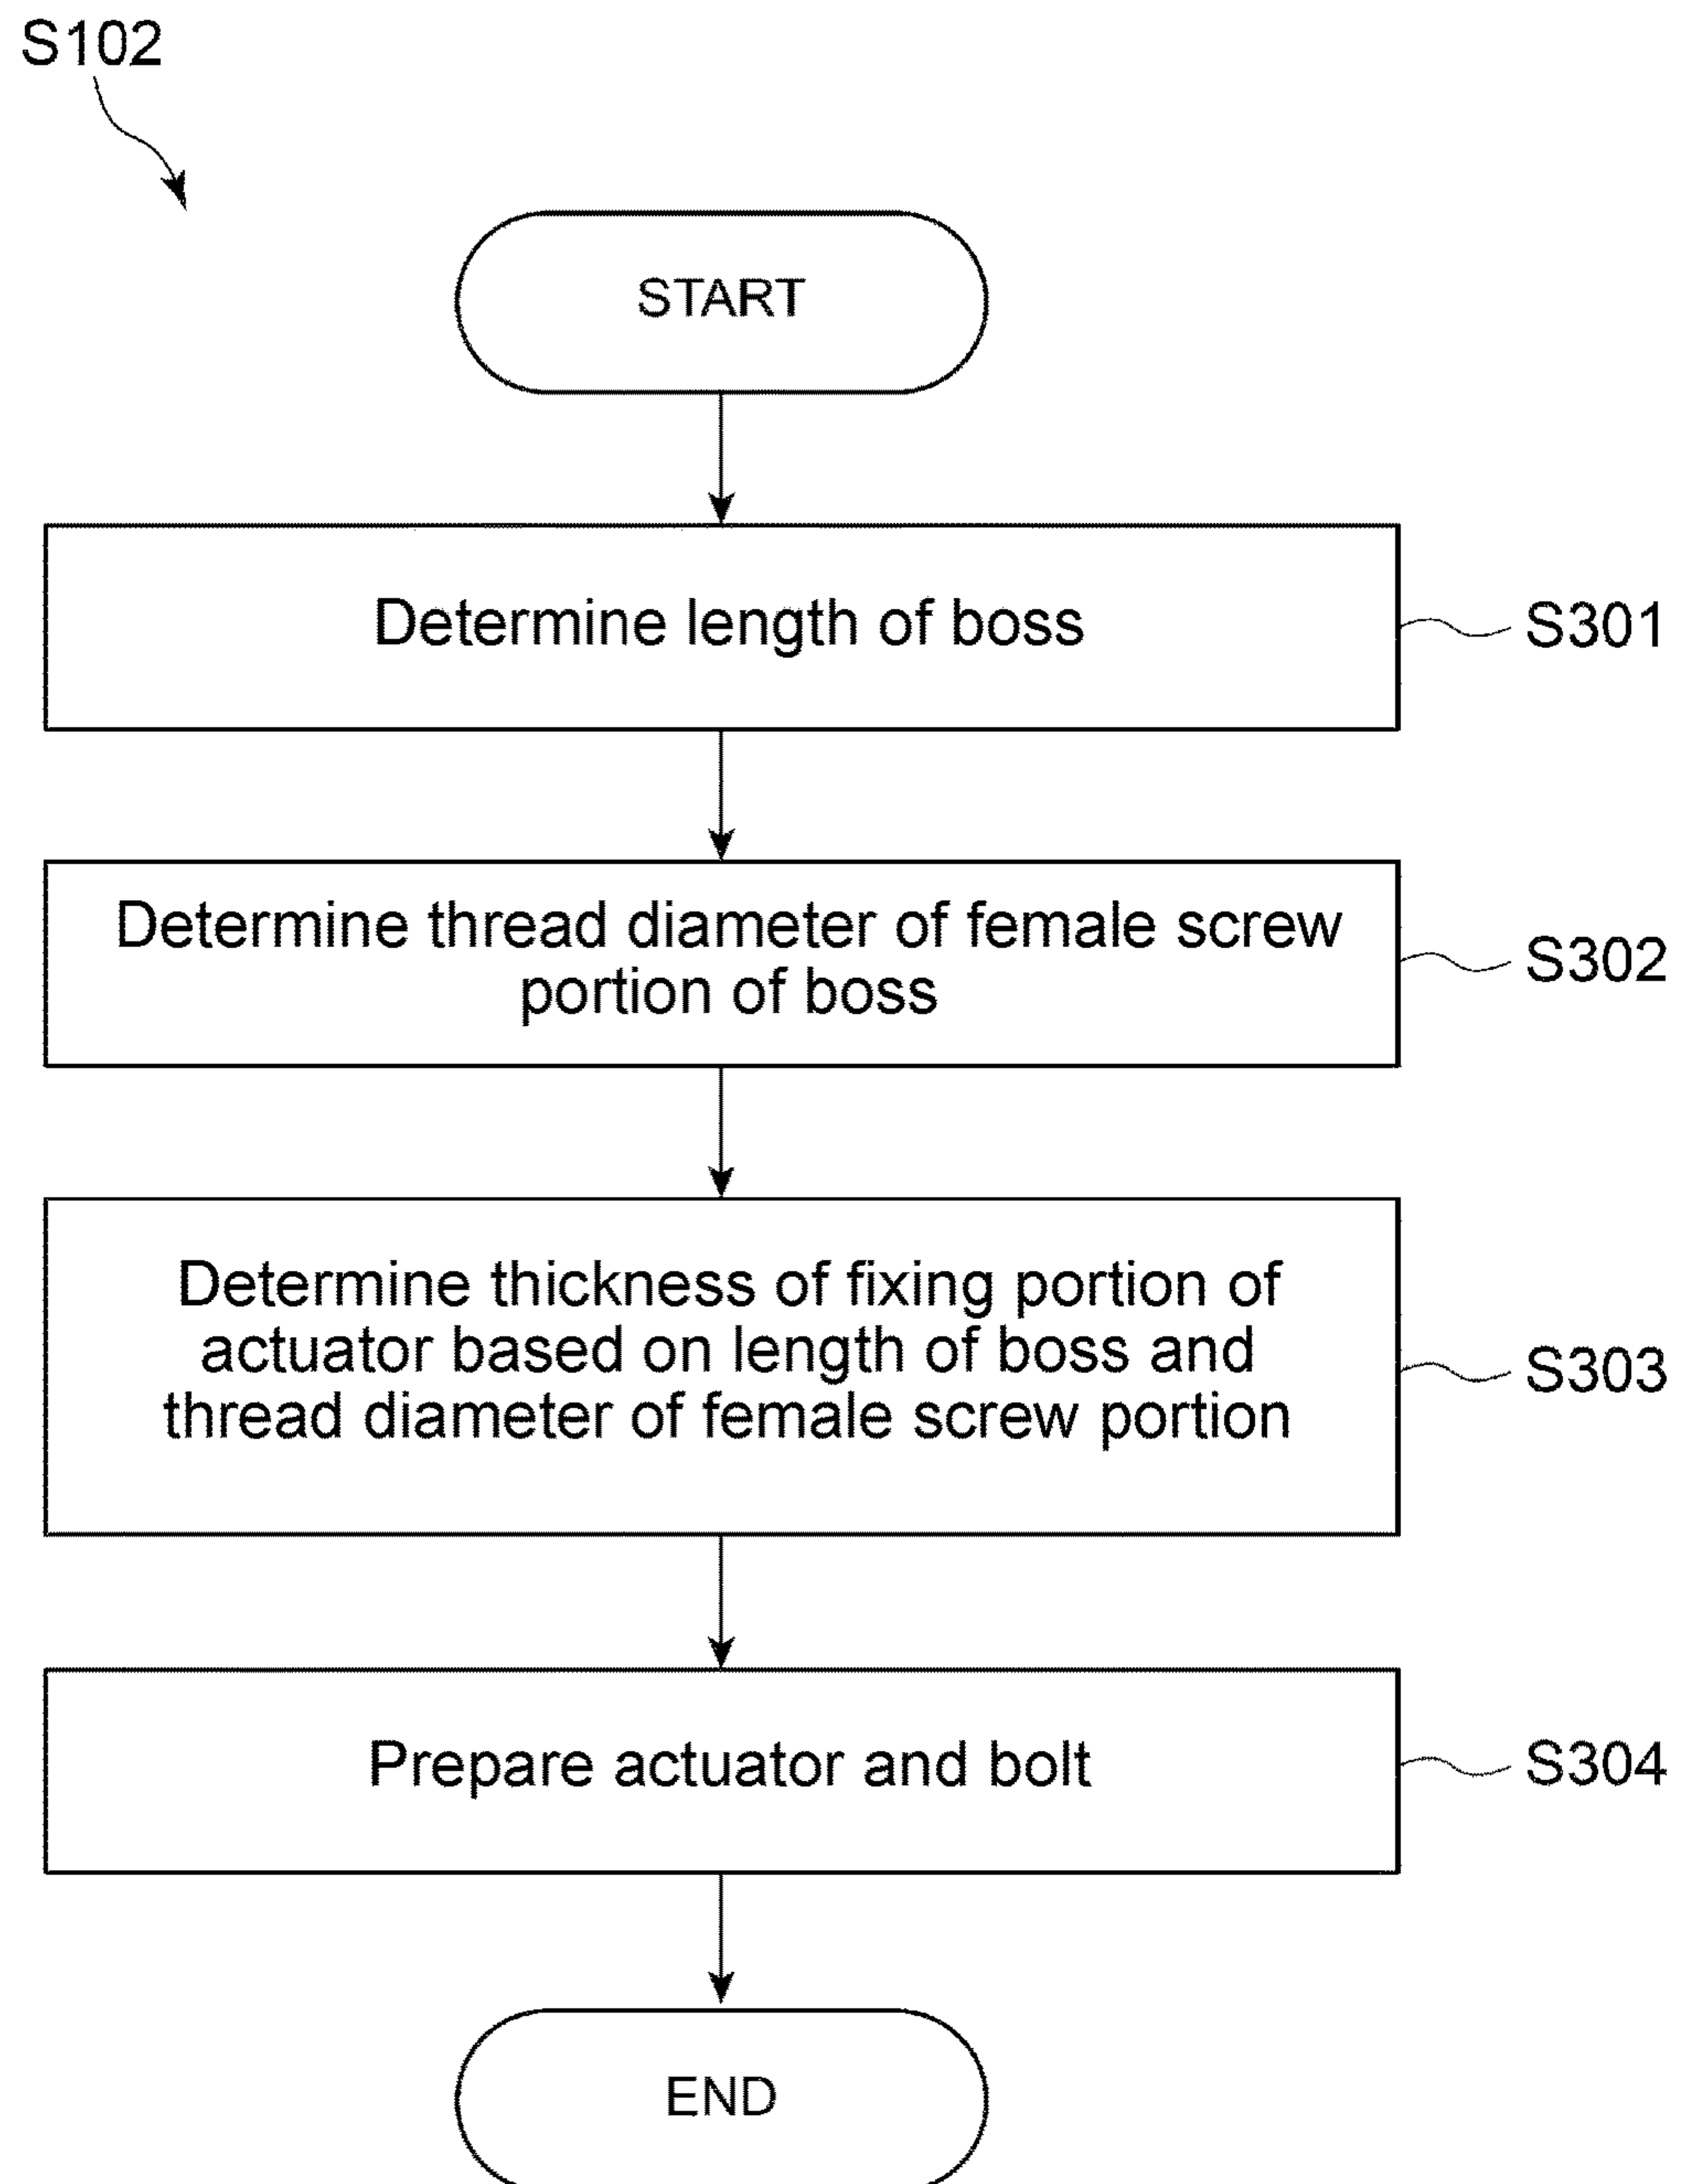 S102
START
Determine length of boss
S301
Determine thread diameter of female screw
portion of boss
S302
Determine thickness of fixing portion of
actuator based on length of boss and
thread diameter of female screw portion
S303
Prepare actuator and bolt
S304
END